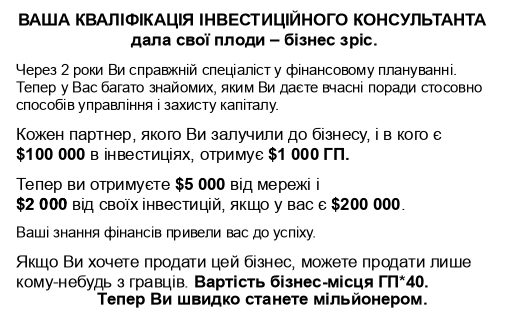 ВАША КВАЛІФІКАЦІЯ ІНВЕСТИЦІЙНОГО КОНСУЛЬТАНТА
дала свої плоди – бізнес зріс.
Через 2 роки Ви справжній спеціаліст у фінансовому плануванні.
Тепер у Вас багато знайомих, яким Ви даєте вчасні поради стосовно
способів управління і захисту капіталу.
Кожен партнер, якого Ви залучили до бізнесу, і в кого є
$100 000 в інвестиціях, отримує $1 000 ГП.
Тепер ви отримуєте $5 000 від мережі і
$2 000 від своїх інвестицій, якщо у вас є $200 000.
Ваші знання фінансів привели вас до успіху.
Якщо Ви хочете продати цей бізнес, можете продати лише
кому-небудь з гравців. Вартість бізнес-місця ГП*40.
Тепер Ви швидко станете мільйонером.